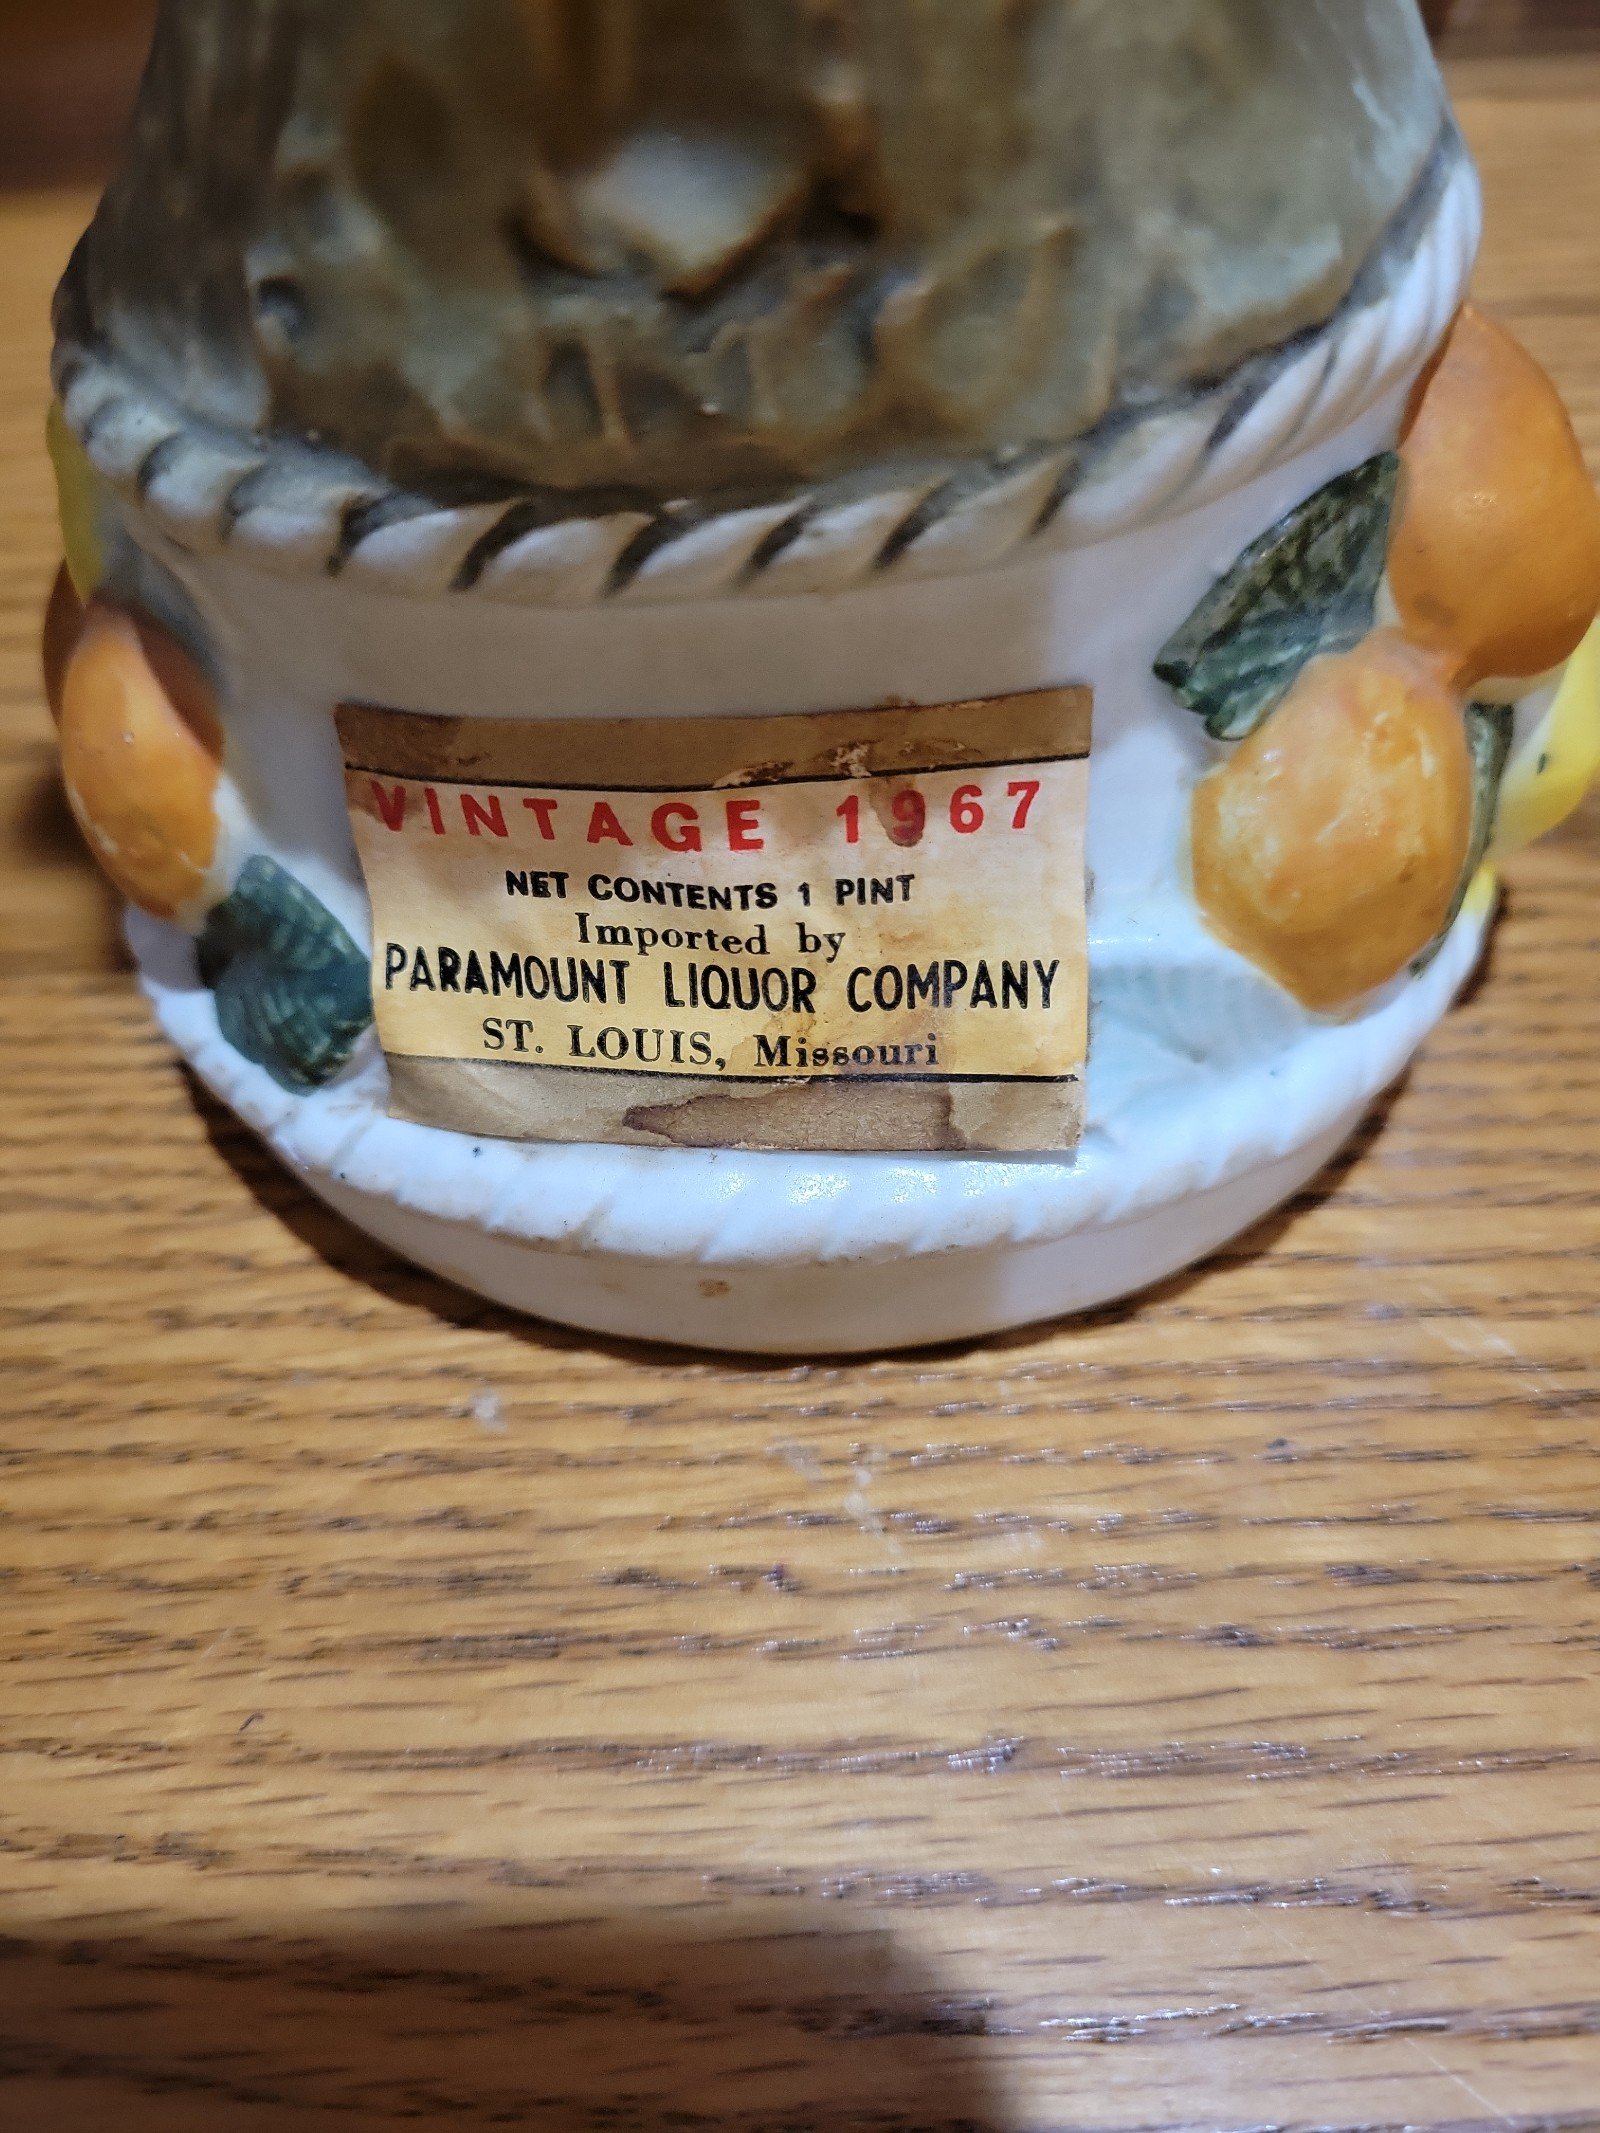 VINTAGE 1967
NET CONTENTS 1 PINT
Imported by
PARAMOUNT LIQUOR COMPANY
ST. LOUIS, Missouri